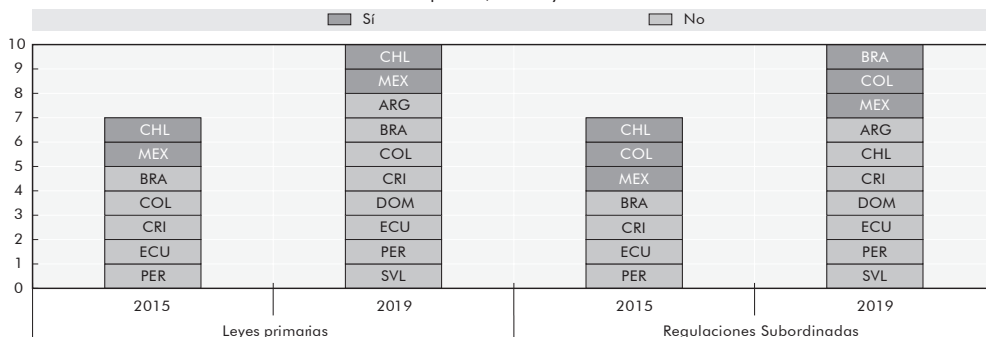 Sí No
10
9
8
7
6
5
4
3
2
1
0
CHL
MEX
BRA
COL
CRI
ECU
PER
CHL
MEX
ARG
BRA
COL
CRI
DOM
ECU
PER
SVL
CHL
COL
MEX
BRA
CRI
ECU
PER
BRA
COL
MEX
ARG
CHL
CRI
DOM
ECU
PER
SVL
2015 2019 2015 2019
Leyes primarias Regulaciones Subordinadas